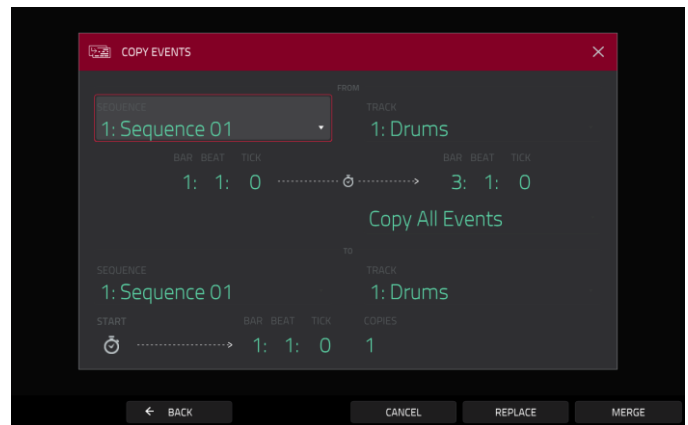 COPY EVENTS
FROM
SEQUENCE TRACK
1: Sequence 01 1: Drums
BAR BEAT TICK BAR BEAT TICK
1: 1: 0 3: 1: 0
Copy All Events
TO
SEQUENCE TRACK
1: Sequence 01 1: Drums
START BAR BEAT TICK COPIES
1: 1: 0 1
BACK CANCEL REPLACE MERGE